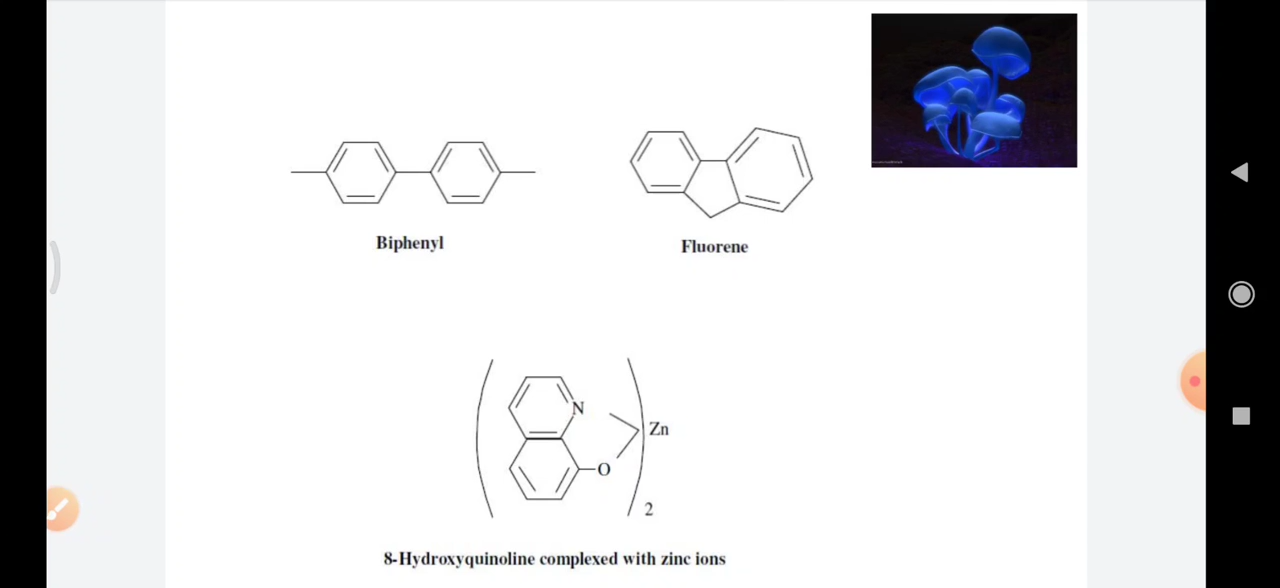 Biphenyl
Fluorene
N
Zn
O
2
8-Hydroxyquinoline complexed with zinc ions